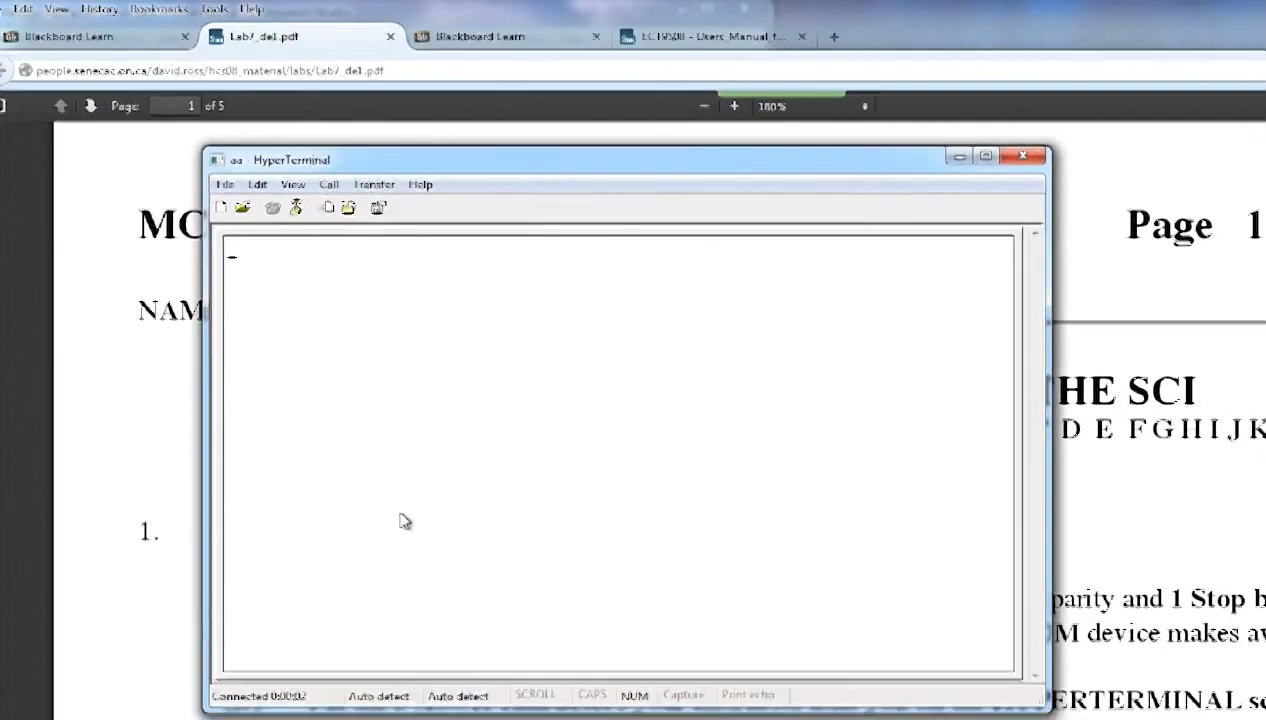 Edit View History Bookmarks Tools Help
Blackboard Learn
Lab7_de1.pdf
Blackboard Learn
ECT9S08 - Users_Manual_f...
people.senecac.on.ca/david.ross/hcs08_material/labs/Lab7_de1.pdf
Page: 1 of 5
180%
aa - HyperTerminal
File Edit View Call Transfer Help
MC
Page 1
NAM
HE SCI
D E F G H I J K
1.
parity and 1 Stop b
M device makes av
ERTERMINAL sc
Connected 0:00:02 Auto detect Auto detect SCROLL CAPS NUM Capture Print echo